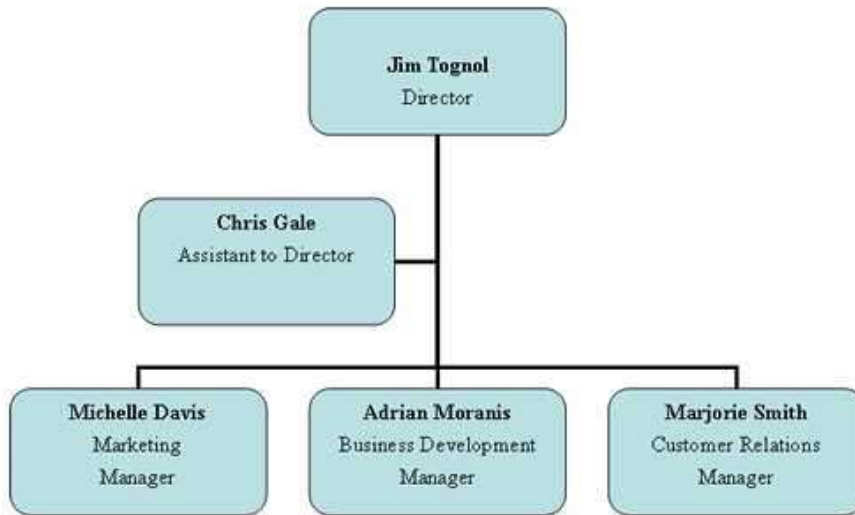 Jim Tognol
Director
Chris Gale
Assistant to Director
Michelle Davis
Marketing
Manager
Adrian Moranis
Business Development
Manager
Marjorie Smith
Customer Relations
Manager